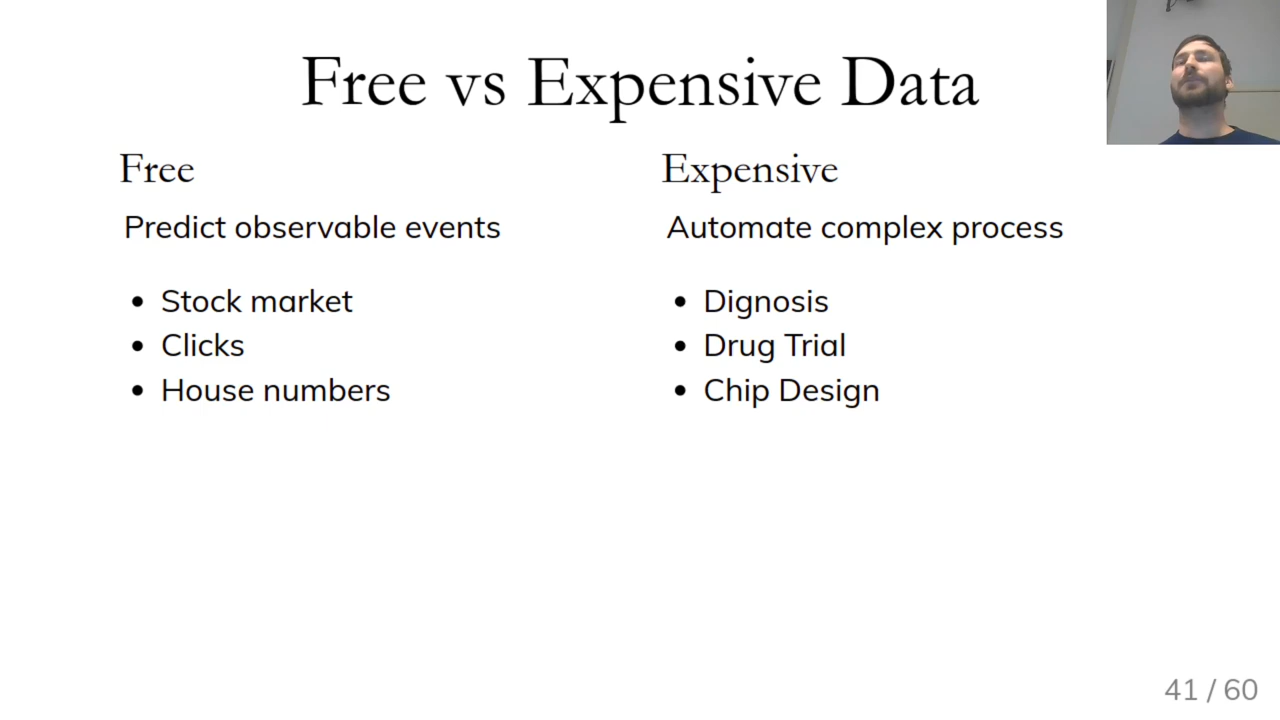 Free vs Expensive Data
Free
Predict observable events
• Stock market
• Clicks
• House numbers
Expensive
Automate complex process
• Dignosis
• Drug Trial
• Chip Design
41 / 60